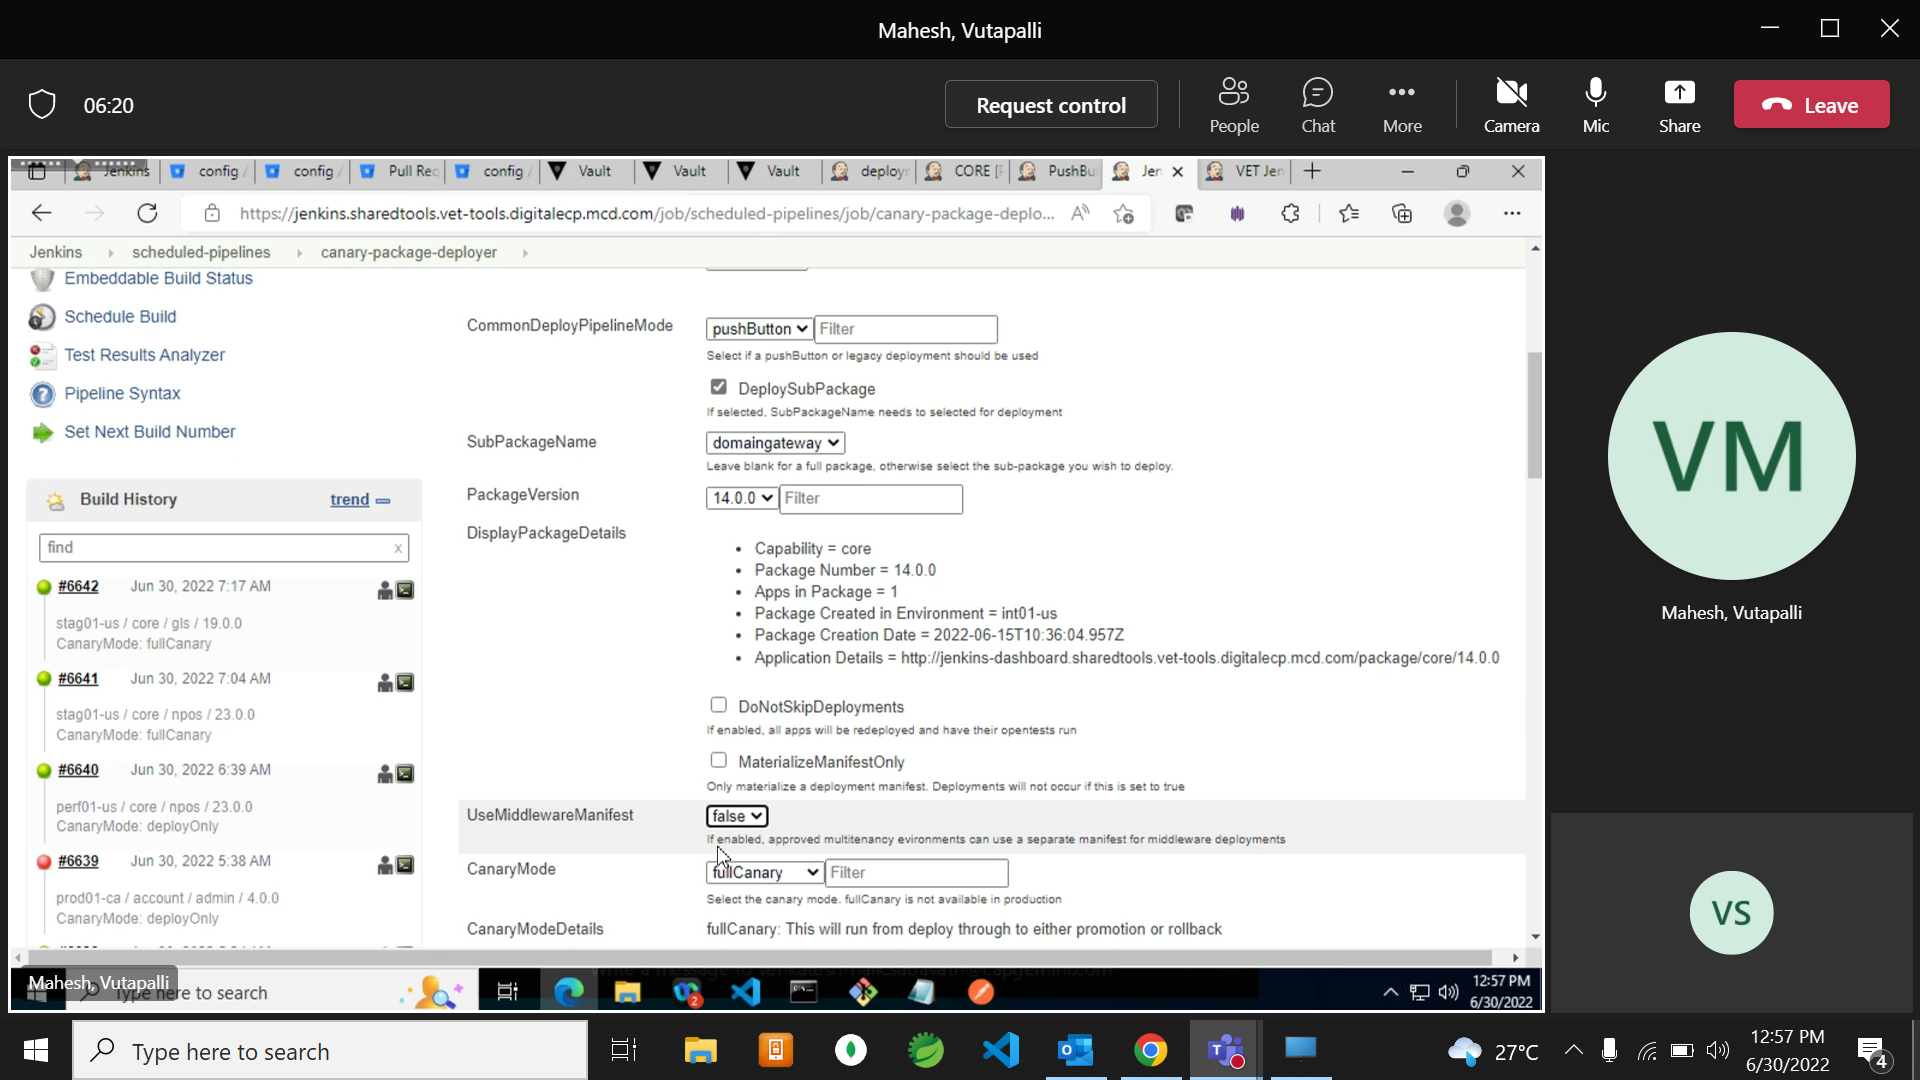 Mahesh, Vutapalli
06:20
Request control
People
Chat
More
Camera
Mic
Share
Leave
Jenkins
config /
config /
Pull Req
config /
Vault
Vault
Vault
deploy
CORE [
PushBu
Jen
VET Jen
https://jenkins.sharedtools.vet-tools.digitalecp.mcd.com/job/scheduled-pipelines/job/canary-package-deplo...
Jenkins
scheduled-pipelines
canary-package-deployer
Embeddable Build Status
Schedule Build
Test Results Analyzer
Pipeline Syntax
Set Next Build Number
Build History
trend
find
x
#6642 Jun 30, 2022 7:17 AM
stag01-us / core / gls / 19.0.0
CanaryMode: fullCanary
#6641 Jun 30, 2022 7:04 AM
stag01-us / core / npos / 23.0.0
CanaryMode: fullCanary
#6640 Jun 30, 2022 6:39 AM
perf01-us / core / npos / 23.0.0
CanaryMode: deployOnly
#6639 Jun 30, 2022 5:38 AM
prod01-ca / account / admin / 4.0.0
CanaryMode: deployOnly
CommonDeployPipelineMode
pushButton
Filter
Select if a pushButton or legacy deployment should be used
DeploySubPackage
If selected, SubPackageName needs to selected for deployment
SubPackageName
domaingateway
Leave blank for a full package, otherwise select the sub-package you wish to deploy.
PackageVersion
14.0.0
Filter
DisplayPackageDetails
• Capability = core
• Package Number = 14.0.0
• Apps in Package = 1
• Package Created in Environment = int01-us
• Package Creation Date = 2022-06-15T10:36:04.957Z
• Application Details = http://jenkins-dashboard.sharedtools.vet-tools.digitalecp.mcd.com/package/core/14.0.0
DoNotSkipDeployments
If enabled, all apps will be redeployed and have their opentests run
MaterializeManifestOnly
Only materialize a deployment manifest. Deployments will not occur if this is set to true
UseMiddlewareManifest
false
If enabled, approved multitenancy evironments can use a separate manifest for middleware deployments
CanaryMode
fullCanary
Filter
Select the canary mode. fullCanary is not available in production
CanaryModeDetails
fullCanary: This will run from deploy through to either promotion or rollback
Mahesh, Vutapalli
Type here to search
2
12:57 PM
6/30/2022
VM
Mahesh, Vutapalli
VS
Type here to search
27°C
12:57 PM
6/30/2022
4